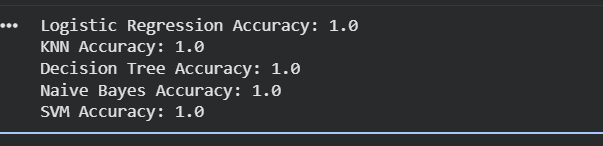 Logistic Regression Accuracy: 1.0
KNN Accuracy: 1.0
Decision Tree Accuracy: 1.0
Naive Bayes Accuracy: 1.0
SVM Accuracy: 1.0